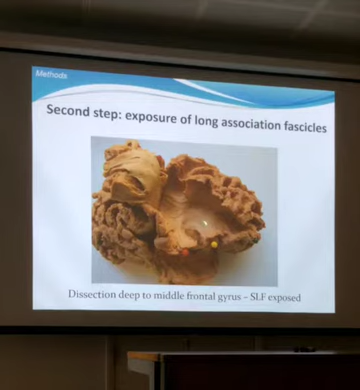 Methods
Second step: exposure of long association fascicles
Dissection deep to middle frontal gyrus – SLF exposed